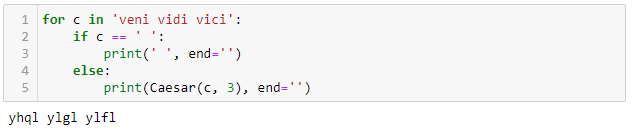 1 for c in 'veni vidi vici':
2     if c == ' ':
3         print(' ', end='')
4     else:
5         print(Caesar(c, 3), end='')
yhql ylgl ylfl